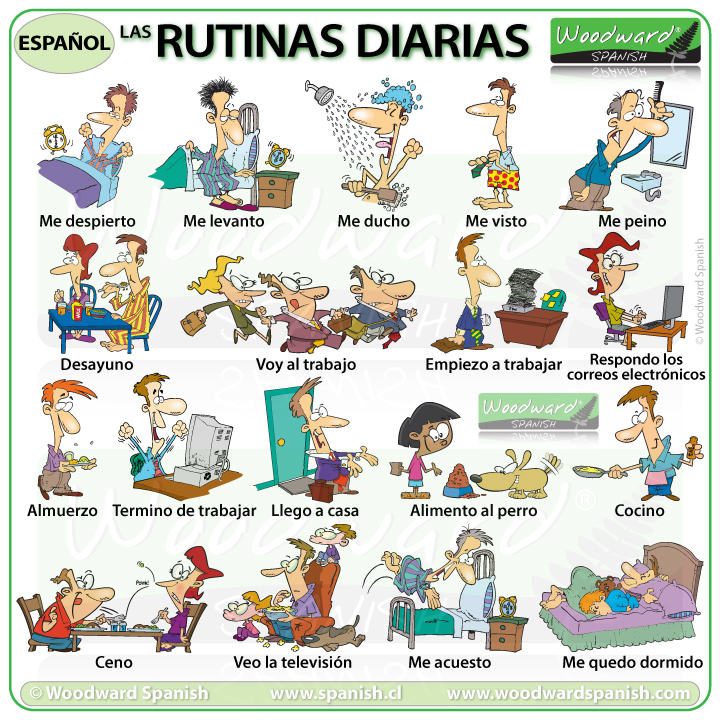 ESPAÑOL
LAS RUTINAS DIARIAS
Woodward®
SPANISH
Me despierto
Me levanto
Me ducho
Me visto
Me peino
Desayuno
Voy al trabajo
Empiezo a trabajar
Respondo los
correos electrónicos
© Woodward Spanish
Woodward®
SPANISH
Almuerzo
Termino de trabajar
Llego a casa
Alimento al perro
Cocino
Ceno
Veo la televisión
Me acuesto
Me quedo dormido
© Woodward Spanish
www.spanish.cl
www.woodwardspanish.com